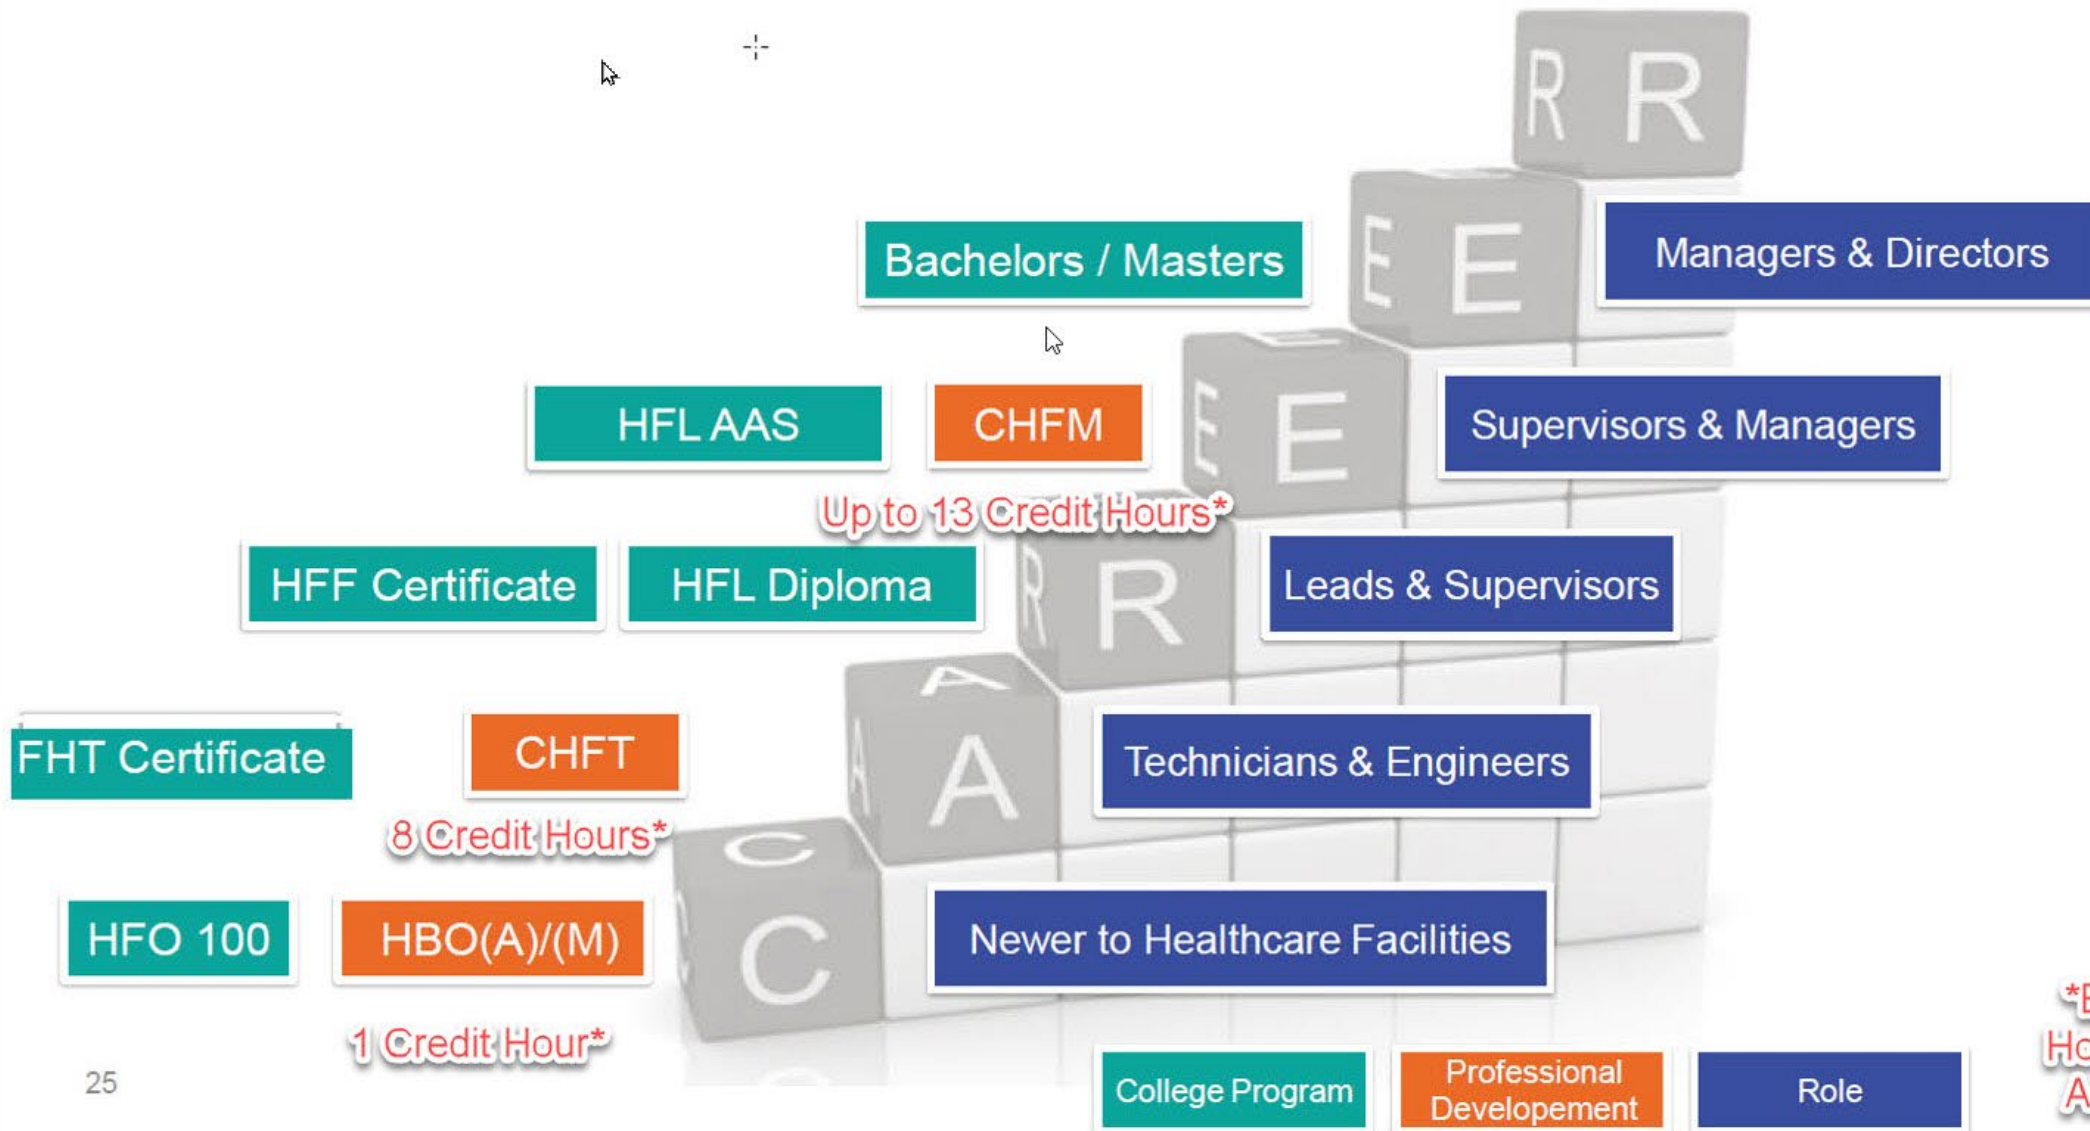 R R
Bachelors / Masters
E E
Managers & Directors
HFL AAS
CHFM
E E E
Supervisors & Managers
Up to 13 Credit Hours*
HFF Certificate
HFL Diploma
R R
Leads & Supervisors
FHT Certificate
CHFT
A A A
Technicians & Engineers
8 Credit Hours*
HFO 100
HBO(A)/(M)
C C
Newer to Healthcare Facilities
1 Credit Hour*
25
College Program
Professional
Developement
Role